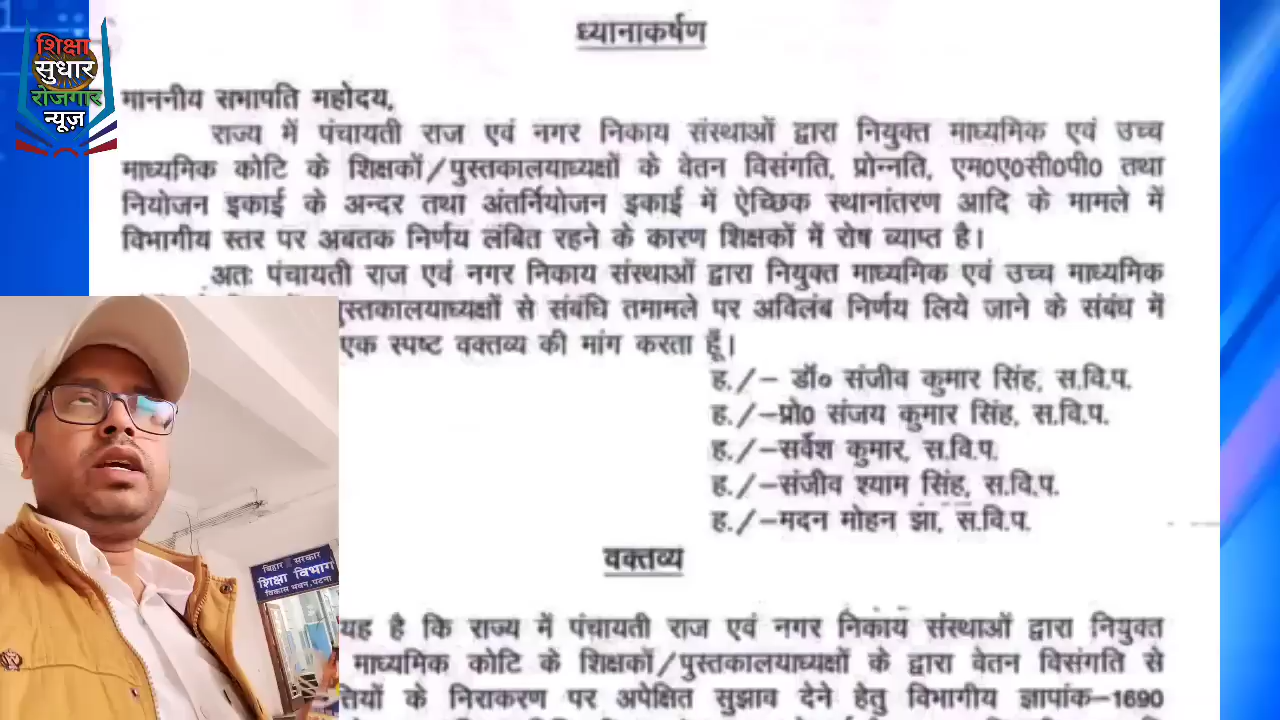 शिक्षा
सुधार
रोजगार
न्यूज़
ध्यानाकर्षण
माननीय सभापति महोदय,
राज्य में पंचायती राज एवं नगर निकाय संस्थाओं द्वारा नियुक्त माध्यमिक एवं उच्च
माध्यमिक कोटि के शिक्षकों/पुस्तकालयाध्यक्षों के वेतन विसंगति, प्रोन्नति, एम0ए०सी०पी० तथा
नियोजन इकाई के अन्दर तथा अंतर्नियोजन इकाई में ऐच्छिक स्थानांतरण आदि के मामले में
विभागीय स्तर पर अबतक निर्णय लंबित रहने के कारण शिक्षकों में रोष व्याप्त है।
अतः पंचायती राज एवं नगर निकाय संस्थाओं द्वारा नियुक्त माध्यमिक एवं उच्च माध्यमिक
पुस्तकालयाध्यक्षों से संबंधि तमामले पर अविलंब निर्णय लिये जाने के संबंध में
एक स्पष्ट वक्तव्य की मांग करता हूँ।
ह./– डॉ० संजीव कुमार सिंह, स.वि.प.
ह./–प्रो0 संजय कुमार सिंह, स.वि.प.
ह./–सर्वेश कुमार, स.वि.प.
ह./–संजीव श्याम सिंह, स.वि.प.
ह./–मदन मोहन झा, स.वि.प.
वक्तव्य
यह है कि राज्य में पंचायती राज एवं नगर निकाय संस्थाओं द्वारा नियुक्त
माध्यमिक कोटि के शिक्षकों/पुस्तकालयाध्यक्षों के द्वारा वेतन विसंगति से
तियों के निराकरण पर अपेक्षित सुझाव देने हेतु विभागीय ज्ञापांक–1690
बिहार सरकार
शिक्षा विभाग
विकास भवन, पटना